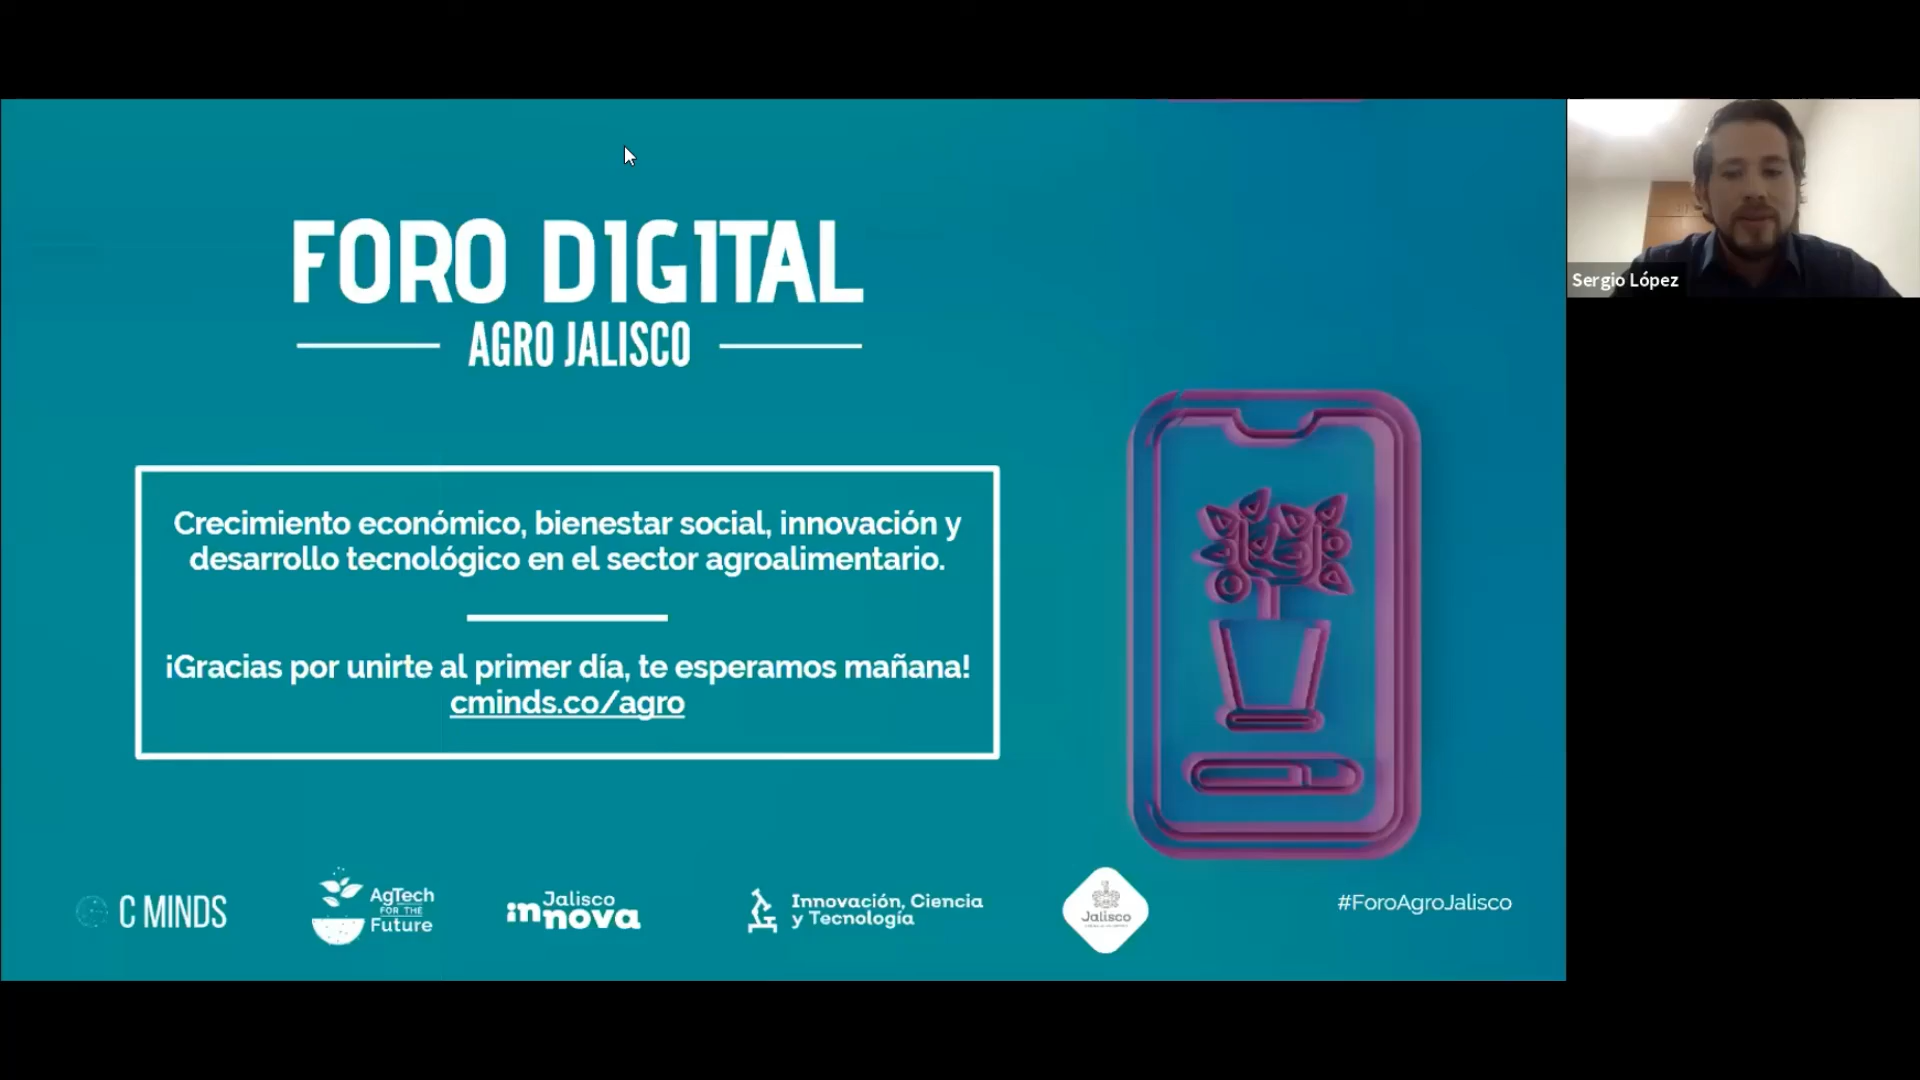 FORO DIGITAL
AGRO JALISCO
Crecimiento económico, bienestar social, innovación y
desarrollo tecnológico en el sector agroalimentario.
¡Gracias por unirte al primer día, te esperamos mañana!
cminds.co/agro
C MINDS
AgTech
FOR THE
Future
Jalisco
innova
Innovación, Ciencia
y Tecnología
Jalisco
#ForoAgroJalisco
Sergio López